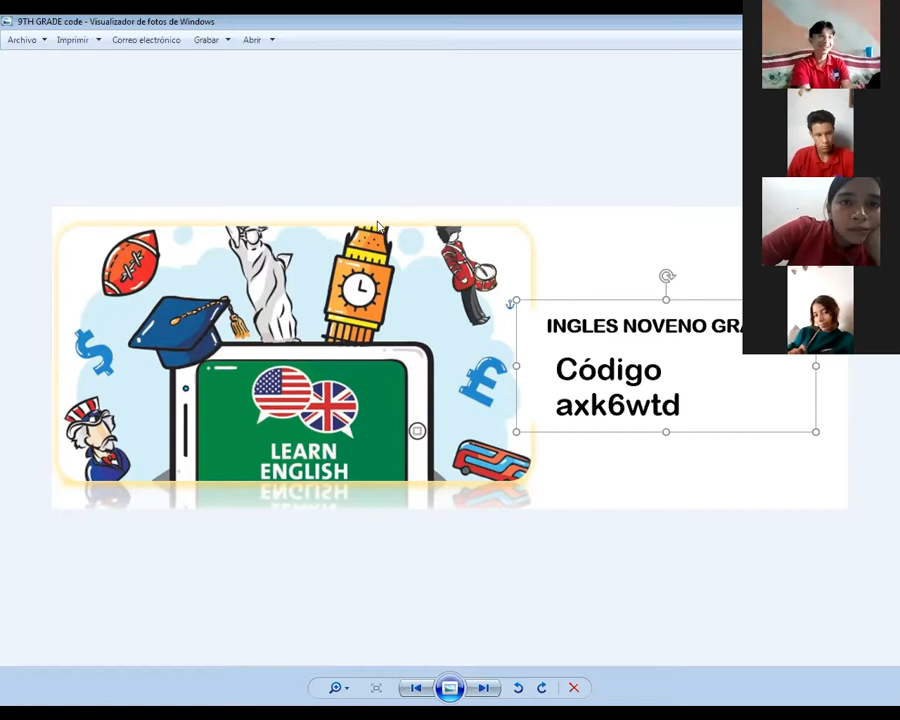 9TH GRADE code - Visualizador de fotos de Windows
Archivo Imprimir Correo electrónico Grabar Abrir
INGLES NOVENO GRA
Código
axk6wtd
$
£
LEARN
ENGLISH